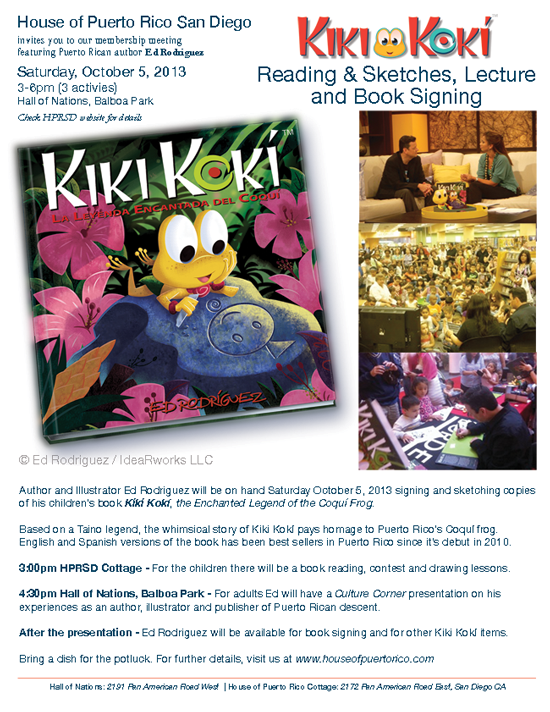 House of Puerto Rico San Diego
invites you to our membership meeting
featuring Puerto Rican author Ed Rodriguez
Saturday, October 5, 2013
3-6pm (3 activies)
Hall of Nations, Balboa Park
Check HPRSD website for details
KIKI KOKÍ™
Reading & Sketches, Lecture
and Book Signing
KIKI KOKÍ™
LA LEYENDA ENCANTADA DEL COQUÍ
ED RODRÍGUEZ
KIKI KOKÍ
KIKI
© Ed Rodriguez / IdeaRworks LLC
Author and Illustrator Ed Rodriguez will be on hand Saturday October 5, 2013 signing and sketching copies
of his children's book Kikí Kokí, the Enchanted Legend of the Coquí Frog.
Based on a Taino legend, the whimsical story of Kiki Kokí pays homage to Puerto Rico's Coquí frog.
English and Spanish versions of the book has been best sellers in Puerto Rico since it's debut in 2010.
3:00pm HPRSD Cottage - For the children there will be a book reading, contest and drawing lessons.
4:30pm Hall of Nations, Balboa Park - For adults Ed will have a Culture Corner presentation on his
experiences as an author, illustrator and publisher of Puerto Rican descent.
After the presentation - Ed Rodriguez will be available for book signing and for other Kiki Kokí items.
Bring a dish for the potluck. For further details, visit us at www.houseofpuertorico.com
Hall of Nations: 2191 Pan American Road West | House of Puerto Rico Cottage: 2172 Pan American Road East, San Diego CA